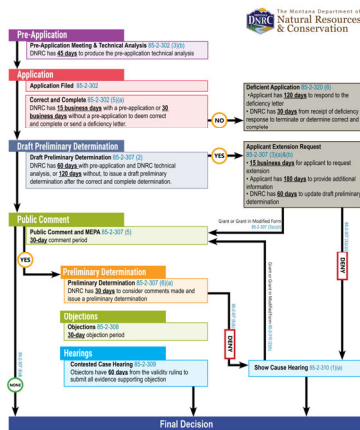 The Montana Department of
DNRC
Natural Resources
& Conservation
Pre-Application
Pre-Application Meeting & Technical Analysis 85-2-302 (3)(b)
DNRC has 45 days to produce the pre-application technical analysis
Application
Application Filed 85-2-302
Correct and Complete 85-2-302 (5)(a)
DNRC has 15 business days with a pre-application or 30
business days without a pre-application to deem correct
and complete or send a deficiency letter.
NO
Deficient Application 85-2-320 (6)
•Applicant has 120 days to respond to the
deficiency letter
• DNRC has 30 days from receipt of deficiency
response to terminate or determine correct and
complete
Draft Preliminary Determination
Draft Preliminary Determination 85-2-307 (2)
DNRC has 60 days with pre-application and DNRC technical
analysis, or 120 days without, to issue a draft preliminary
determination after the correct and complete determination.
YES
Applicant Extension Request
85-2-307 (3)(a)&(b)
• 15 business days for applicant to request
extension
• Applicant has 180 days to provide additional
information
• DNRC has 60 days to update draft preliminary
determination
Public Comment
Public Comment and MEPA 85-2-307 (5)
30-day comment period
Grant or Grant in Modified Form
YES
Preliminary Determination
Preliminary Determination 85-2-307 (6)(a)
DNRC has 30 days to consider comments made and
issue a preliminary determination
Objections
Objections 85-2-308
30-day objection period
DENY
DENY
Grant or Grant in Modified Form
Hearings
Contested Case Hearing 85-2-309
Objectors have 60 days from the validity ruling to
submit all evidence supporting objection
Show Cause Hearing 85-2-310 (1)(a)
NONE
Final Decision